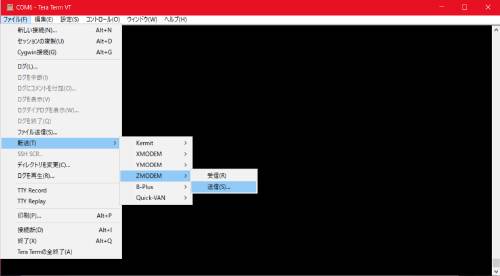 COM6 - Tera Term VT
ファイル(F) 編集(E) 設定(S) コントロール(O) ウィンドウ(W) ヘルプ(H)
新しい接続(N)... Alt+N
セッションの複製(U) Alt+D
Cygwin接続(G) Alt+G
ログ(L)...
ログを中断(I)
ログにコメントを付加(O)...
ログを表示(V)
ログダイアログを表示(W)...
ログを終了(Q)
ファイル送信(S)...
転送(T)
SSH SCP...
ディレクトリを変更(C)...
ログを再生(R)...
TTY Record
TTY Replay
印刷(P)... Alt+P
接続断(D) Alt+I
終了(X) Alt+Q
Tera Termの全終了(A)
Kermit
XMODEM
YMODEM
ZMODEM
B-Plus
Quick-VAN
受信(R)
送信(S)...